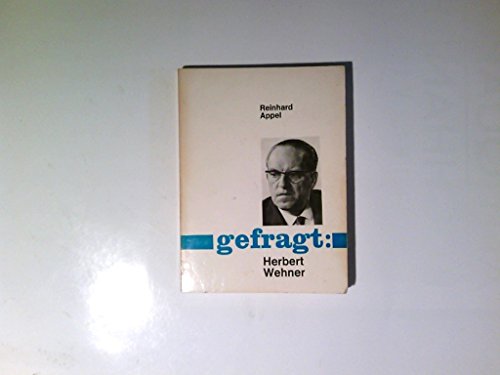 Reinhard
Appel
gefragt:
Herbert
Wehner